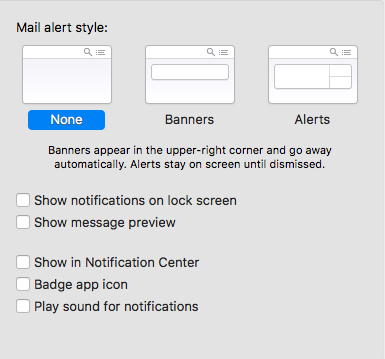 Mail alert style:
None Banners Alerts
Banners appear in the upper-right corner and go away
automatically. Alerts stay on screen until dismissed.
Show notifications on lock screen
Show message preview
Show in Notification Center
Badge app icon
Play sound for notifications